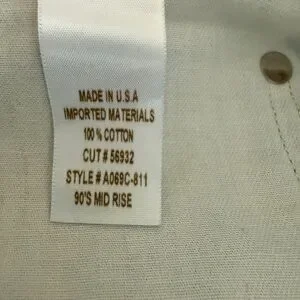 MADE IN U.S.A
IMPORTED MATERIALS
100% COTTON
CUT # 56932
STYLE # A069C-811
90'S MID RISE